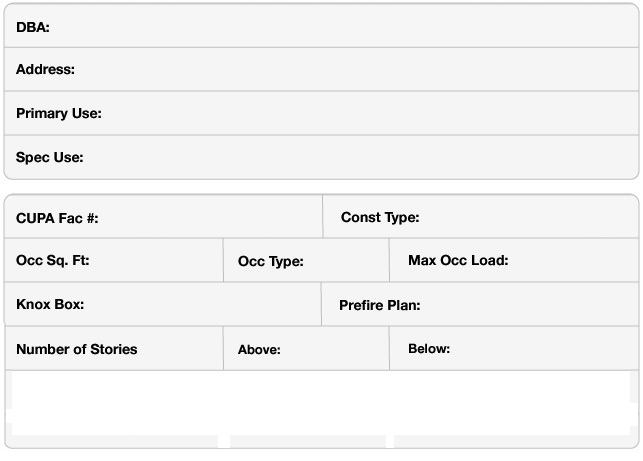 DBA:
Address:
Primary Use:
Spec Use:
CUPA Fac #: Const Type:
Occ Sq. Ft: Occ Type: Max Occ Load:
Knox Box: Prefire Plan:
Number of Stories Above: Below: